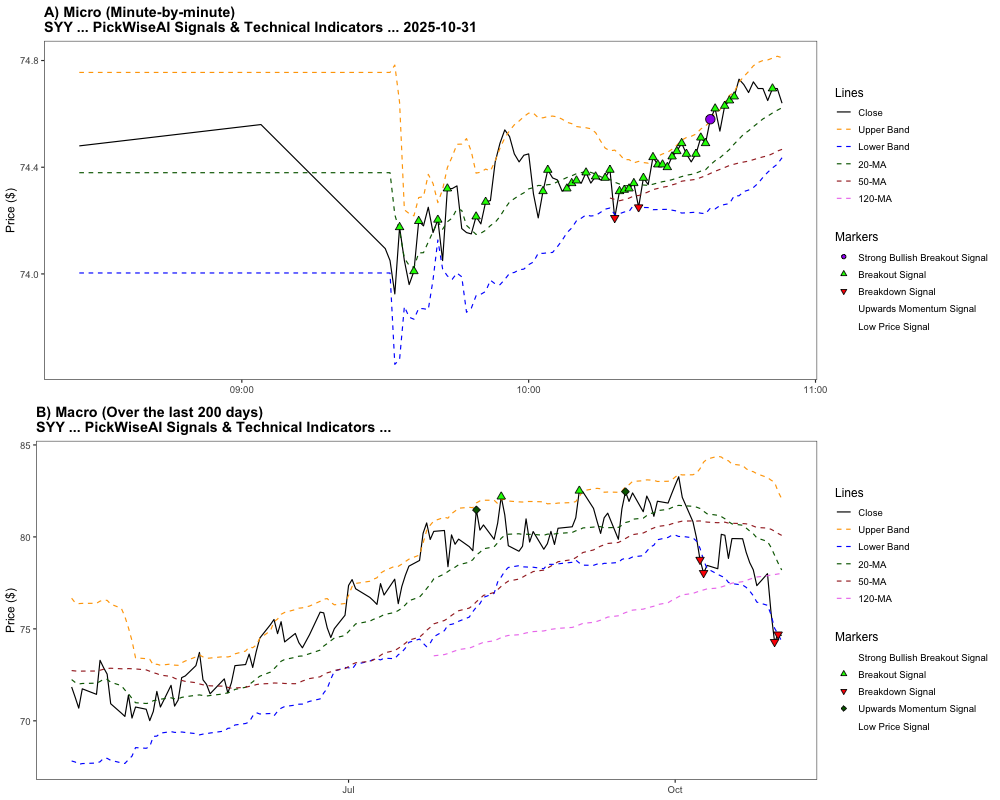 A) Micro (Minute-by-minute)
SYY ... PickWiseAI Signals & Technical Indicators ... 2025-10-31
Price ($)
74.8
74.4
74.0
09:00
10:00
11:00
Lines
Close
Upper Band
Lower Band
20-MA
50-MA
120-MA
Markers
Strong Bullish Breakout Signal
Breakout Signal
Breakdown Signal
Upwards Momentum Signal
Low Price Signal
B) Macro (Over the last 200 days)
SYY ... PickWiseAI Signals & Technical Indicators ...
Price ($)
85
80
75
70
Jul
Oct
Lines
Close
Upper Band
Lower Band
20-MA
50-MA
120-MA
Markers
Strong Bullish Breakout Signal
Breakout Signal
Breakdown Signal
Upwards Momentum Signal
Low Price Signal